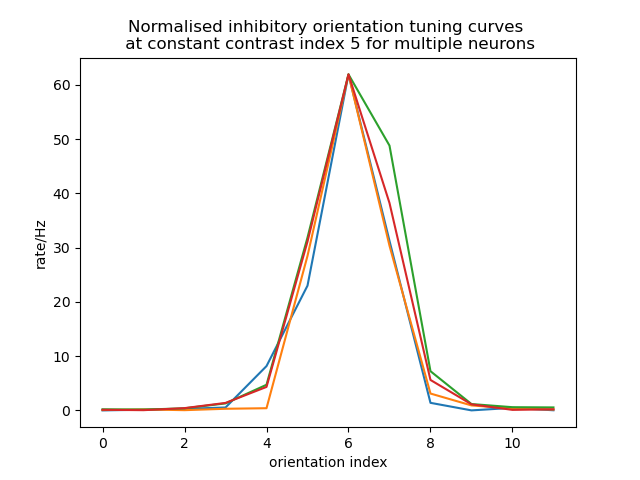 Normalised inhibitory orientation tuning curves
at constant contrast index 5 for multiple neurons
60
50
40
30
20
10
0
rate/Hz
0 2 4 6 8 10
orientation index